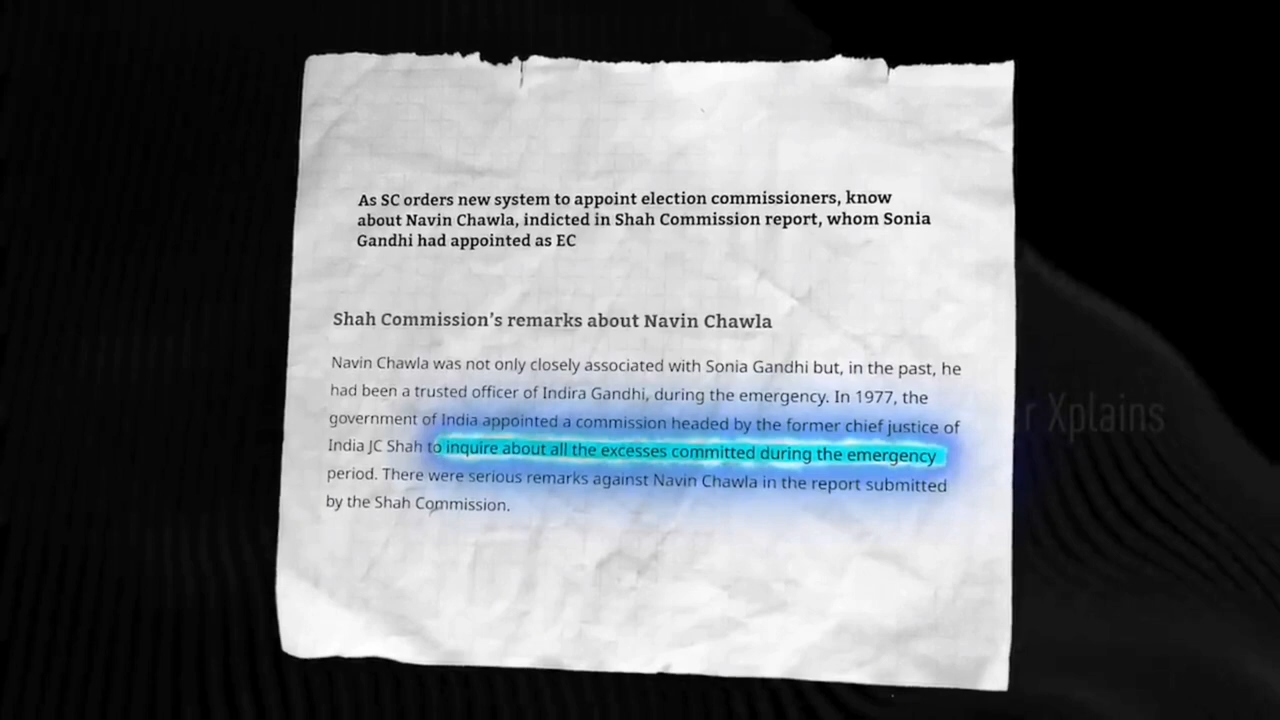 As SC orders new system to appoint election commissioners, know
about Navin Chawla, indicted in Shah Commission report, whom Sonia
Gandhi had appointed as EC
Shah Commission's remarks about Navin Chawla
Navin Chawla was not only closely associated with Sonia Gandhi but, in the past, he
had been a trusted officer of Indira Gandhi, during the emergency. In 1977, the
government of India appointed a commission headed by the former chief justice of
India JC Shah to inquire about all the excesses committed during the emergency
period. There were serious remarks against Navin Chawla in the report submitted
by the Shah Commission.
Xplains